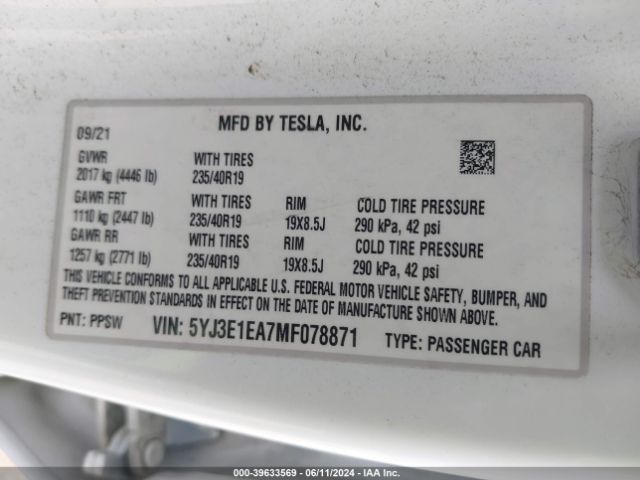 MFD BY TESLA, INC.
09/21
GVWR WITH TIRES
2017 kg (4446 lb) 235/40R19
GAWR FRT WITH TIRES RIM COLD TIRE PRESSURE
1110 kg (2447 lb) 235/40R19 19X8.5J 290 kPa, 42 psi
GAWR RR WITH TIRES RIM COLD TIRE PRESSURE
1257 kg (2771 lb) 235/40R19 19X8.5J 290 kPa, 42 psi
THIS VEHICLE CONFORMS TO ALL APPLICABLE U.S. FEDERAL MOTOR VEHICLE SAFETY, BUMPER, AND
THEFT PREVENTION STANDARDS IN EFFECT ON THE DATE OF MANUFACTURE SHOWN ABOVE.
PNT: PPSW VIN: 5YJ3E1EA7MF078871 TYPE: PASSENGER CAR
000-39633569 - 06/11/2024 - IAA Inc.